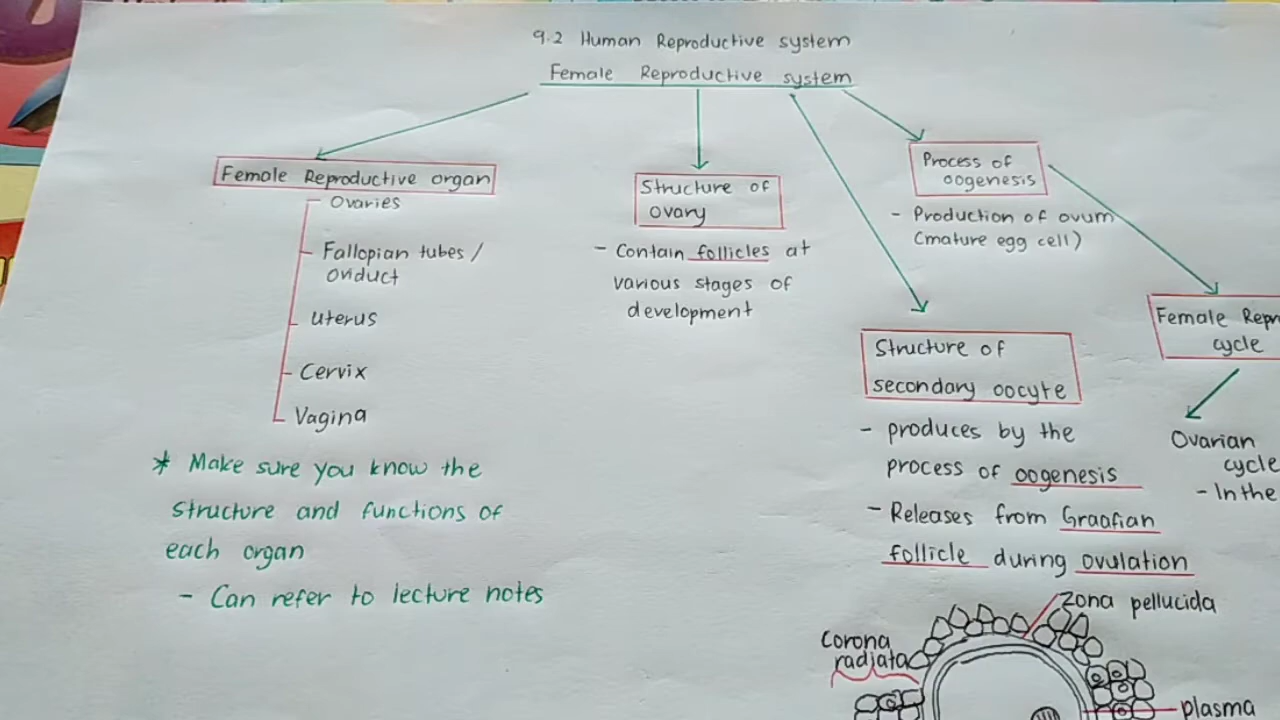 9.2 Human Reproductive system
Female Reproductive system
Female Reproductive organ
Ovaries
Fallopian tubes /
oviduct
uterus
Cervix
Vagina
* Make sure you know the
structure and functions of
each organ
- Can refer to lecture notes
Structure of
ovary
- Contain follicles at
various stages of
development
Process of
oogenesis
- Production of ovum
(mature egg cell)
Structure of
secondary oocyte
- produces by the
process of oogenesis
- Releases from Graafian
follicle during ovulation
Zona pellucida
Corona
radiata
plasma
Female Repr
cycle
Ovarian
cycle
- In the